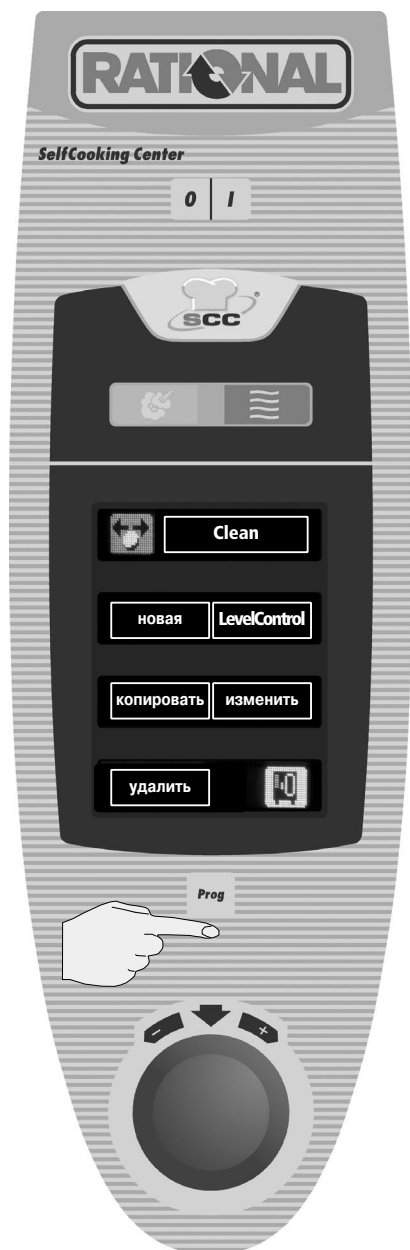 RATIONAL
SelfCooking Center
0 I
SCC ®
Clean
новая LevelControl
копировать изменить
удалить
Prog
- +